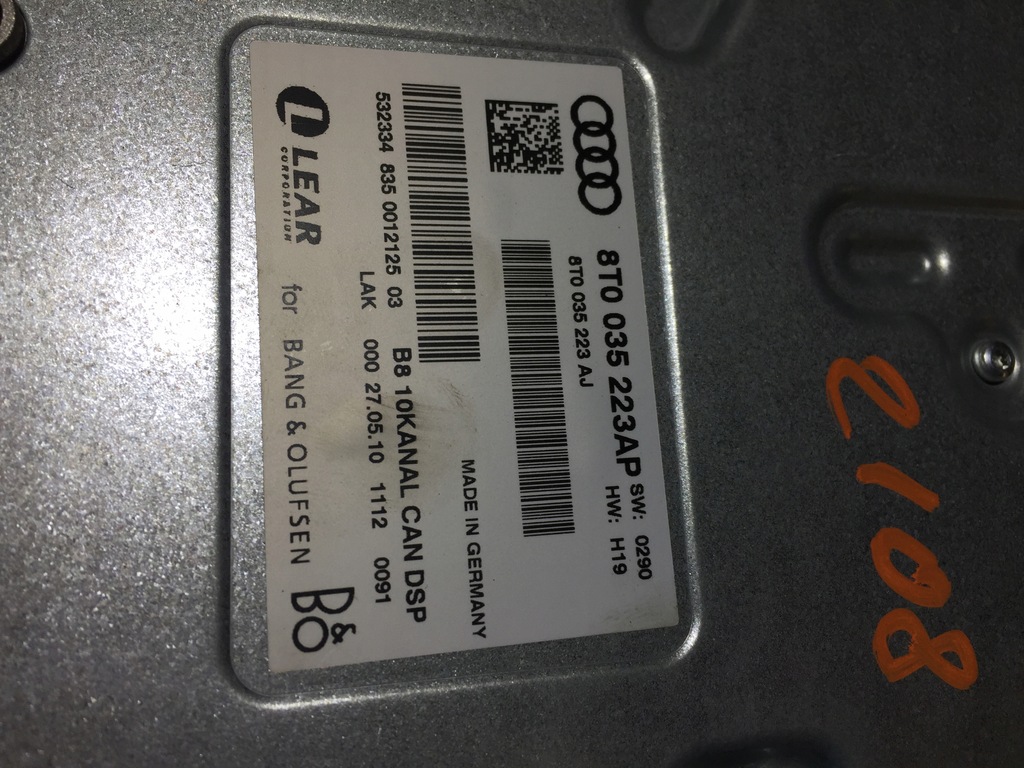 8T0 035 223AP SW: 0290
HW: H19
8T0 035 223 AJ
MADE IN GERMANY
532334 835 0012125 03 B8 10KANAL CAN DSP
LAK 000 27.05.10 1112 0091
LEAR
CORPORATION
for BANG & OLUFSEN
B&O
2108